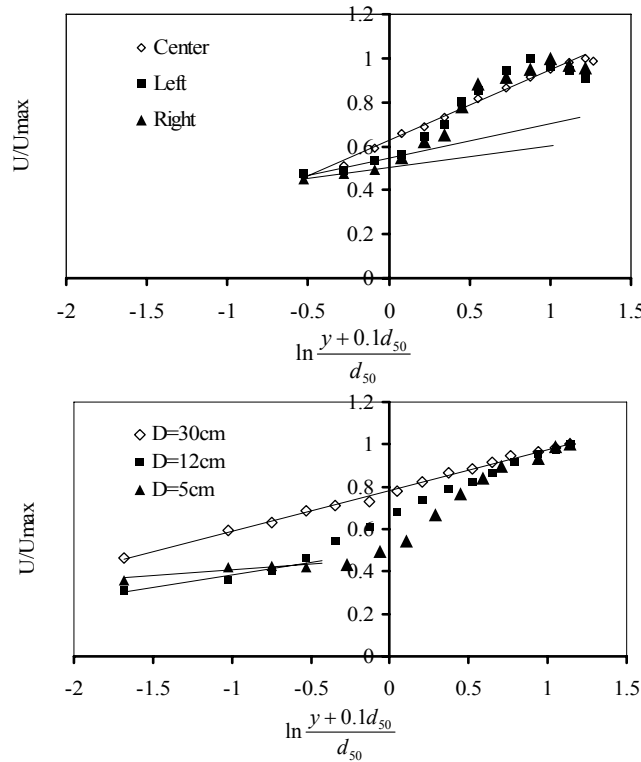 1.2
1
0.8
0.6
0.4
0.2
0
U/Umax
Center
Left
Right
-2 -1.5 -1 -0.5 0 0.5 1 1.5
ln (y + 0.1d₅₀)/d₅₀
1.2
1
0.8
0.6
0.4
0.2
0
U/Umax
D=30cm
D=12cm
D=5cm
-2 -1.5 -1 -0.5 0 0.5 1 1.5
ln (y + 0.1d₅₀)/d₅₀